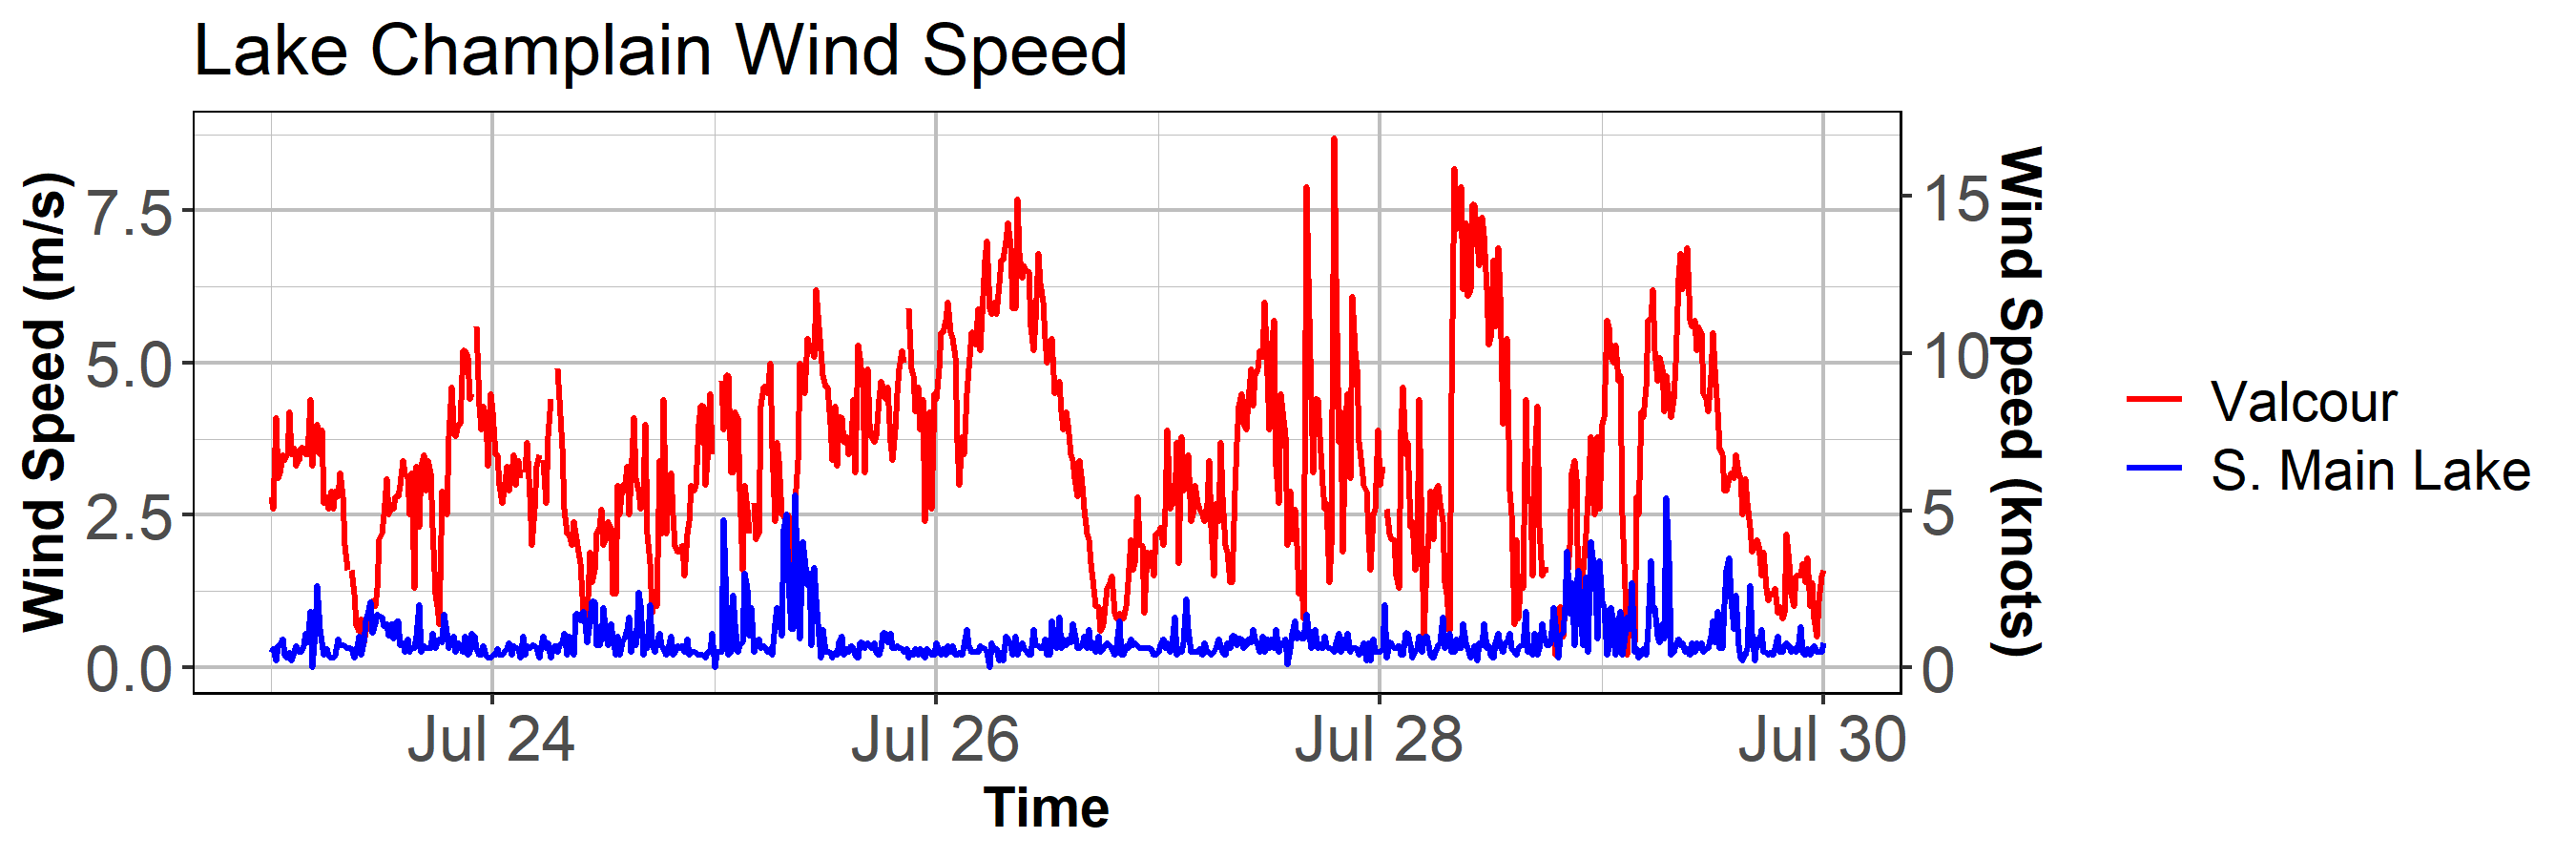 Lake Champlain Wind Speed
Wind Speed (m/s)
7.5
5.0
2.5
0.0
15
10
5
0
Wind Speed (knots)
Valcour
S. Main Lake
Jul 24
Jul 26
Jul 28
Jul 30
Time